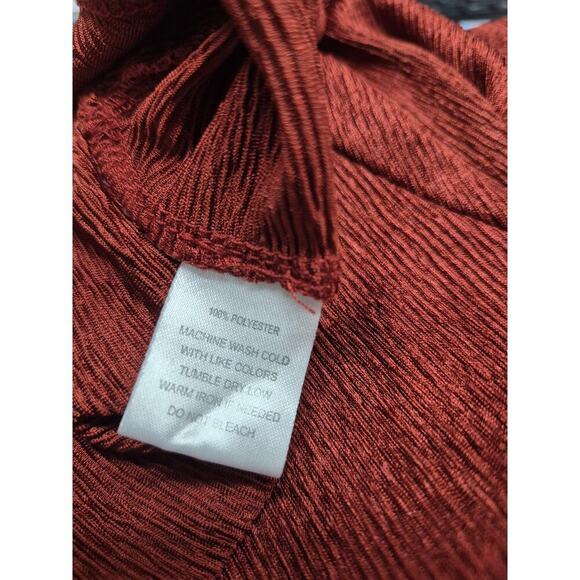 100% POLYESTER
MACHINE WASH COLD
WITH LIKE COLORS
TUMBLE DRY LOW
WARM IRON IF NEEDED
DO NOT BLEACH